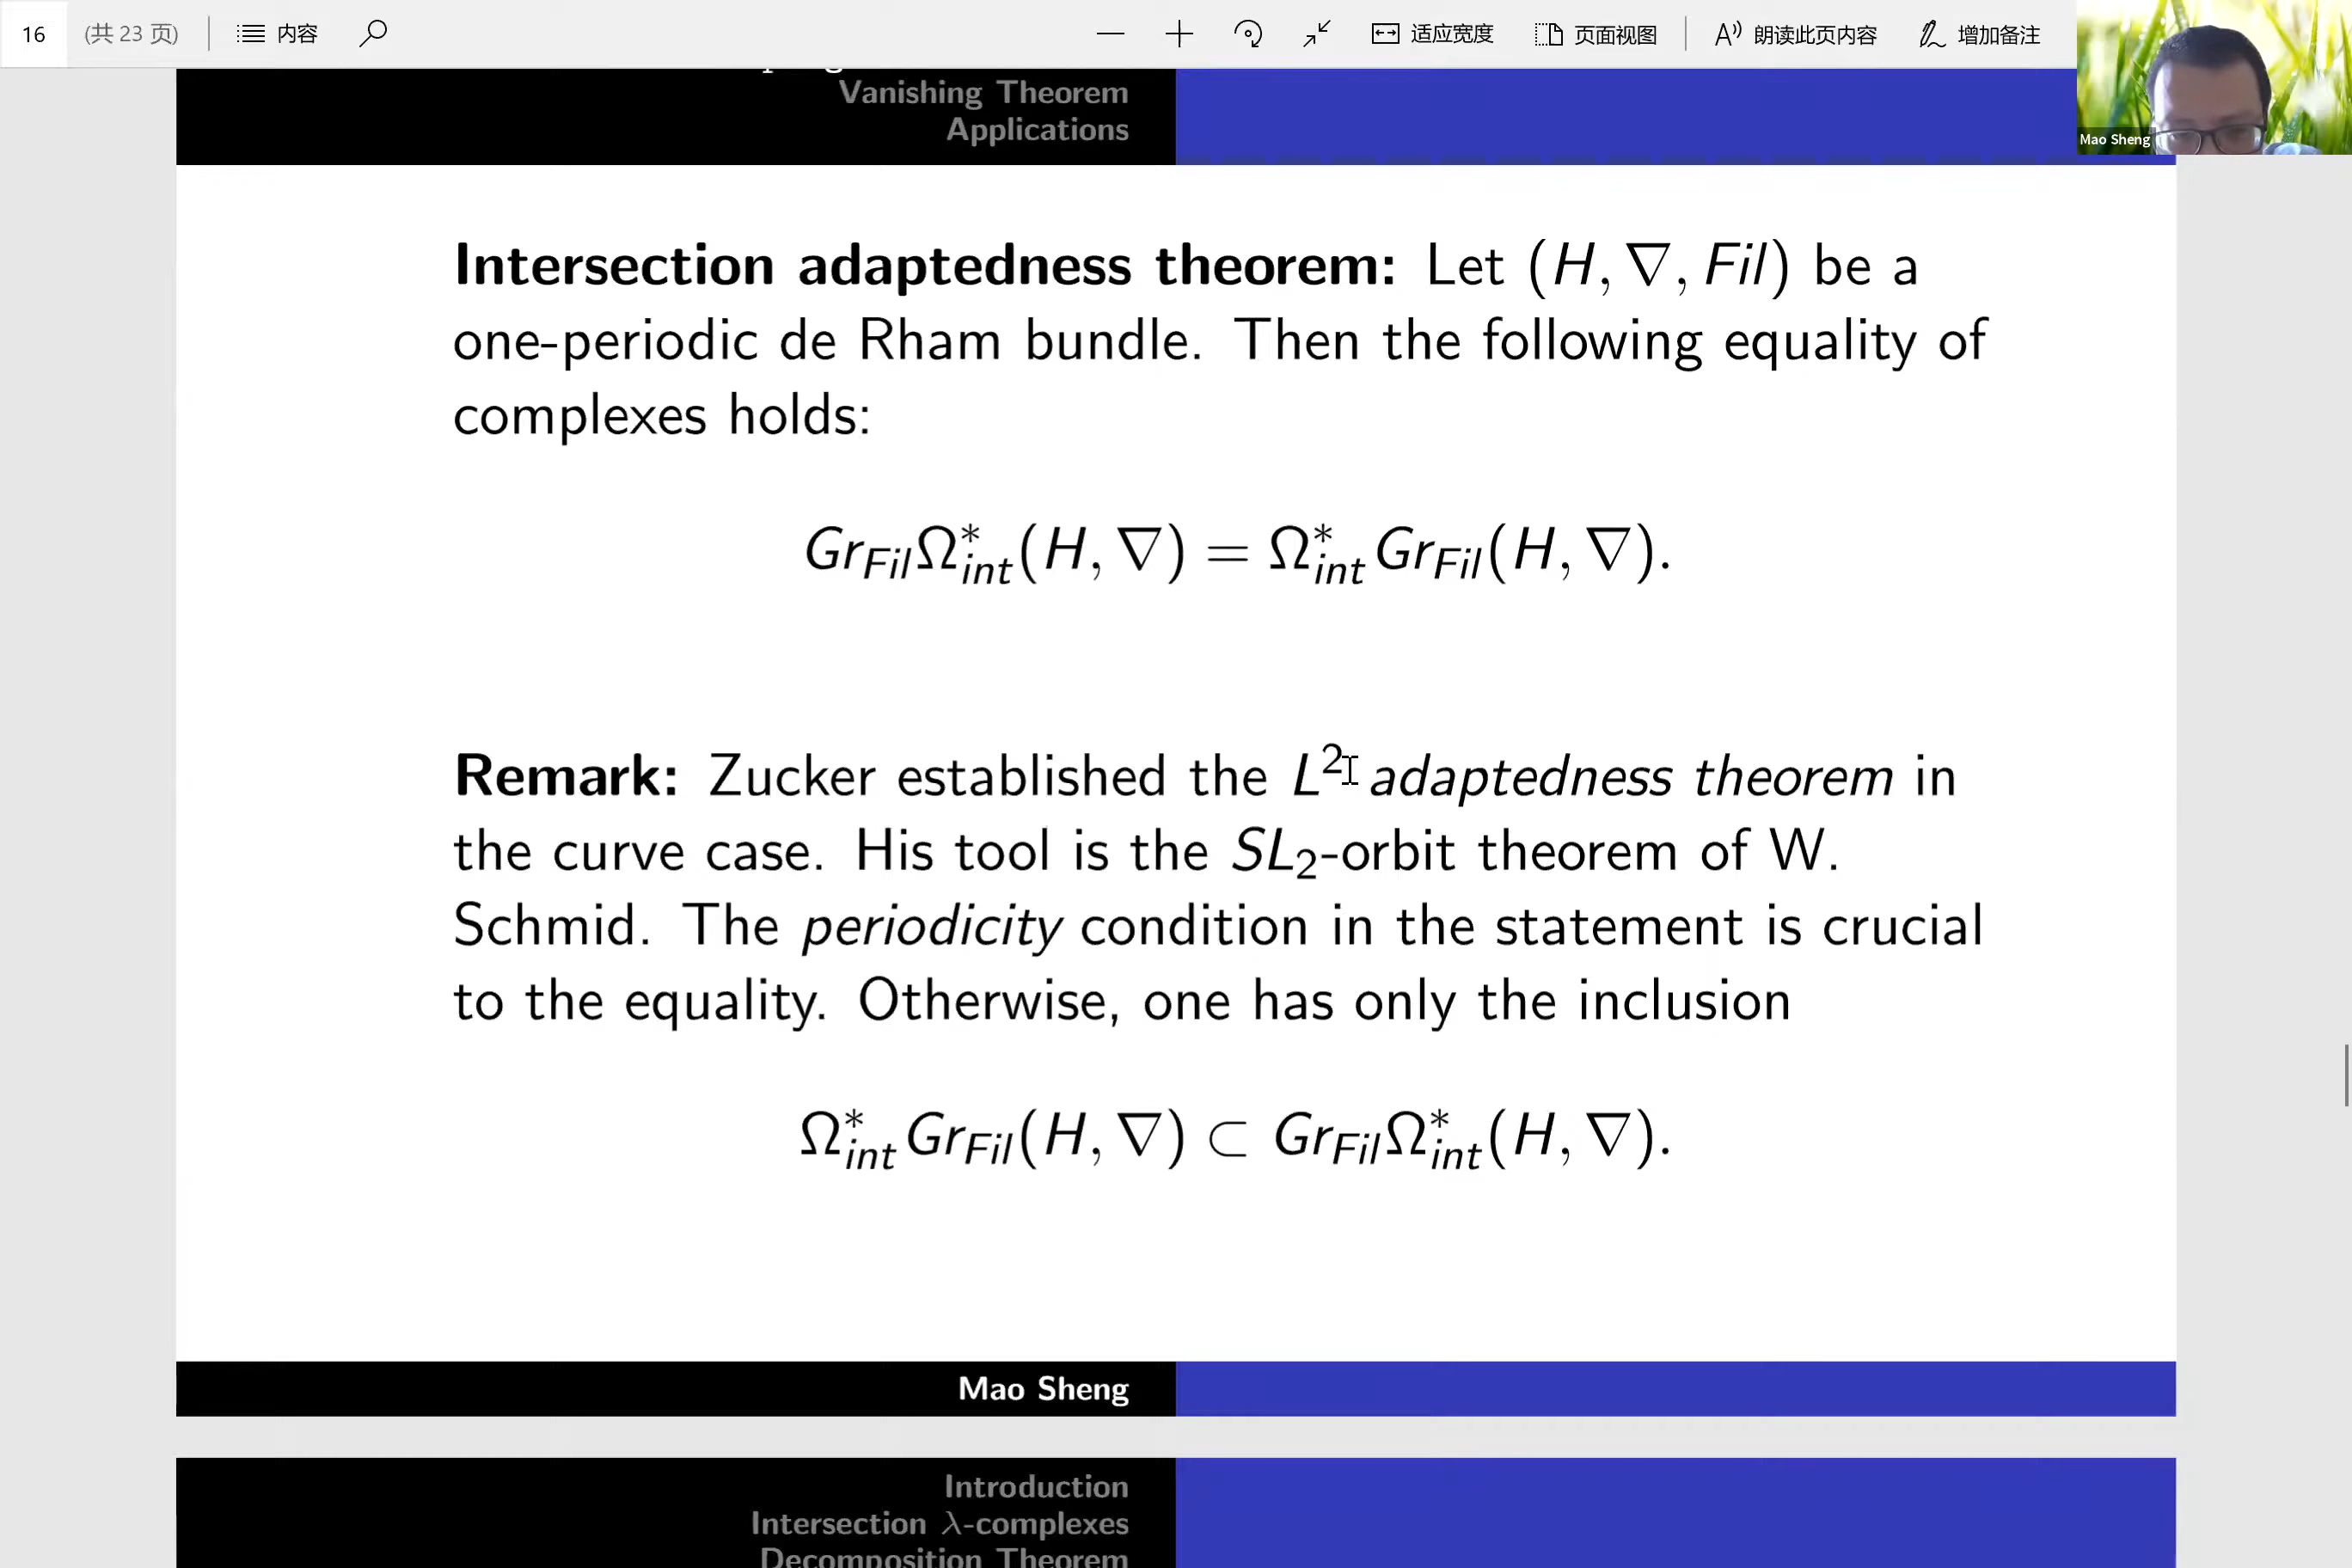 16 (共 23 页) 内容 适应宽度 页面视图 朗读此页内容 增加备注
Mao Sheng
Vanishing Theorem
Applications
Intersection adaptedness theorem: Let (H, ∇, Fil) be a
one-periodic de Rham bundle. Then the following equality of
complexes holds:
Gr_{Fil}Ω^*_{int}(H, ∇) = Ω^*_{int}Gr_{Fil}(H, ∇).
Remark: Zucker established the L² adaptedness theorem in
the curve case. His tool is the SL₂-orbit theorem of W.
Schmid. The periodicity condition in the statement is crucial
to the equality. Otherwise, one has only the inclusion
Ω^*_{int}Gr_{Fil}(H, ∇) ⊂ Gr_{Fil}Ω^*_{int}(H, ∇).
Mao Sheng
Introduction
Intersection λ-complexes
Decomposition Theorem